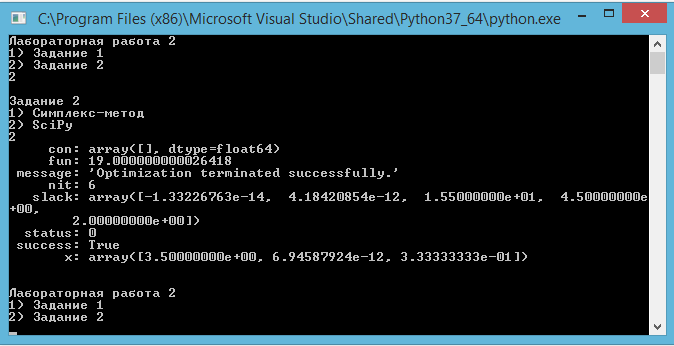 C:\Program Files (x86)\Microsoft Visual Studio\Shared\Python37_64\python.exe
Лабораторная работа 2
1) Задание 1
2) Задание 2
2
Задание 2
1) Симплекс-метод
2) SciPy
2
con: array([], dtype=float64)
fun: 19.000000000026418
message: 'Optimization terminated successfully.'
nit: 6
slack: array([-1.33226763e-14, 4.18420854e-12, 1.55000000e+01, 4.50000000e
+00,
2.00000000e+00])
status: 0
success: True
x: array([3.50000000e+00, 6.94587924e-12, 3.33333333e-01])
Лабораторная работа 2
1) Задание 1
2) Задание 2